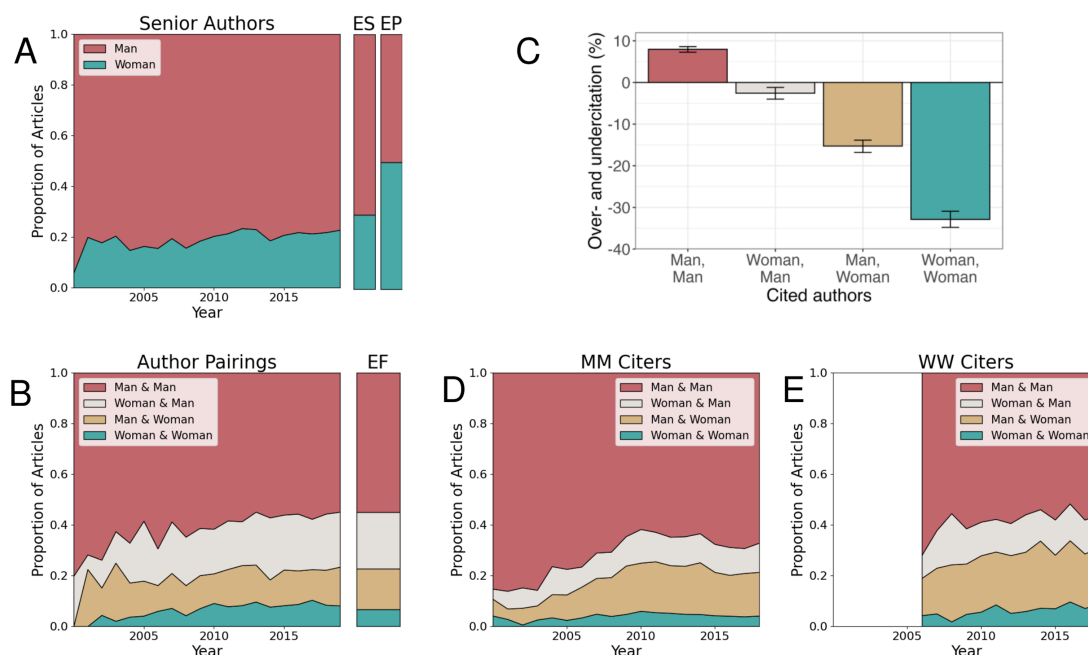 A
Senior Authors
ES EP
Man
Woman
1.0
0.8
0.6
0.4
0.2
0.0
Proportion of Articles
2005 2010 2015
Year
C
10
0
-10
-20
-30
-40
Over- and undercitation (%)
Man, Man
Woman, Man
Man, Woman
Woman, Woman
Cited authors
B
Author Pairings
EF
Man & Man
Woman & Man
Man & Woman
Woman & Woman
1.0
0.8
0.6
0.4
0.2
0.0
Proportion of Articles
2005 2010 2015
Year
D
MM Citers
Man & Man
Woman & Man
Man & Woman
Woman & Woman
1.0
0.8
0.6
0.4
0.2
0.0
Proportion of Articles
2005 2010 2015
Year
E
WW Citers
Man & Man
Woman & Man
Man & Woman
Woman & Woman
1.0
0.8
0.6
0.4
0.2
0.0
Proportion of Articles
2005 2010 2015
Year